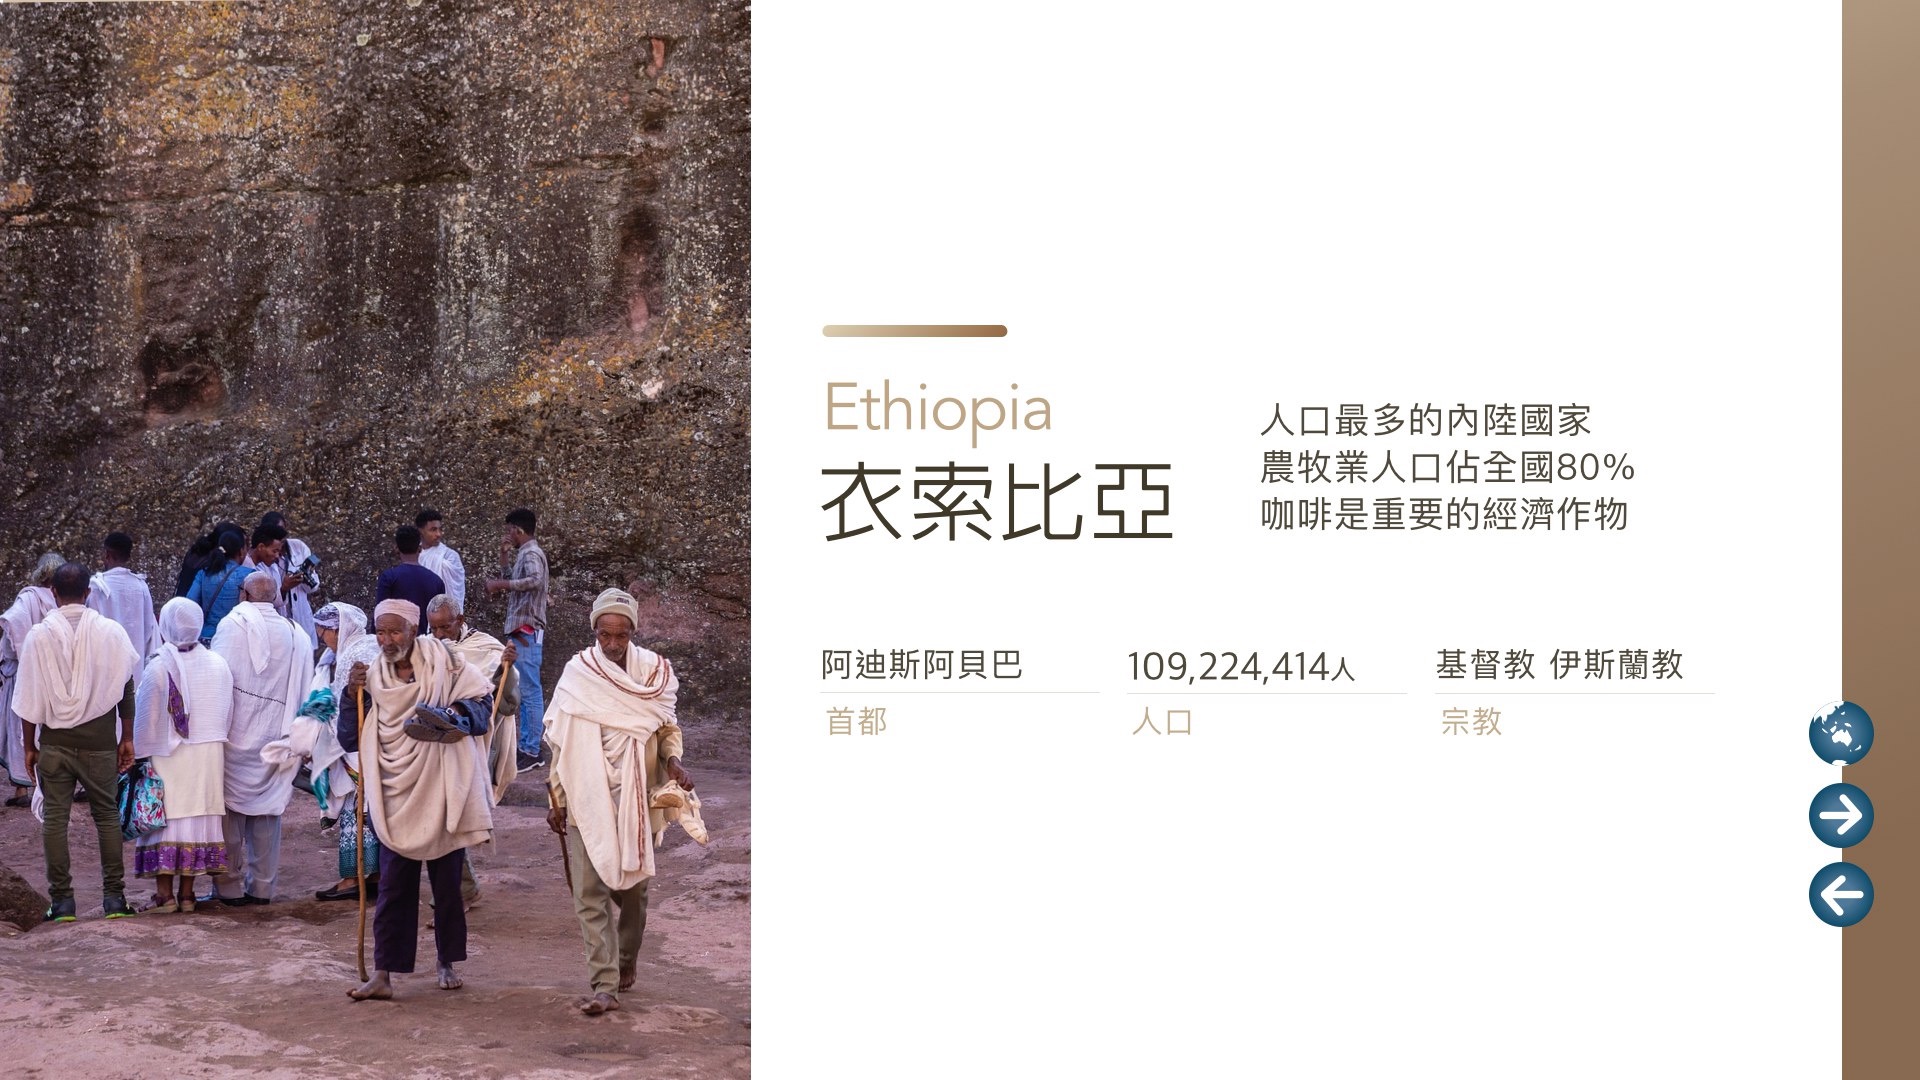 Ethiopia
衣索比亞
人口最多的內陸國家
農牧業人口佔全國80%
咖啡是重要的經濟作物
阿迪斯阿貝巴
首都
109,224,414人
人口
基督教 伊斯蘭教
宗教